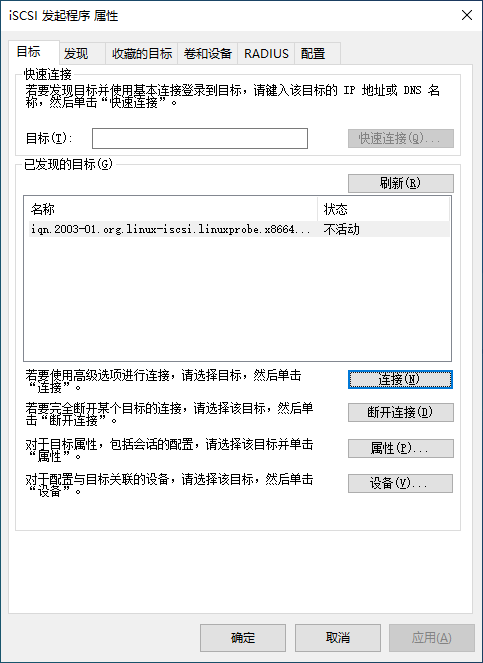 iSCSI 发起程序 属性
目标 发现 收藏的目标 卷和设备 RADIUS 配置
快速连接
若要发现目标并使用基本连接登录到目标，请键入该目标的 IP 地址或 DNS 名
称，然后单击“快速连接”。
目标(T): 快速连接(Q)...
已发现的目标(G)
刷新(R)
名称 状态
iqn.2003-01.org.linux-iscsi.linuxprobe.x8664... 不活动
若要使用高级选项进行连接，请选择目标，然后单击
“连接”。
连接(N)
若要完全断开某个目标的连接，请选择该目标，然后单
击“断开连接”。
断开连接(D)
对于目标属性，包括会话的配置，请选择该目标并单击
“属性”。
属性(P)...
对于配置与目标关联的设备，请选择该目标，然后单击
“设备”。
设备(V)...
确定 取消 应用(A)